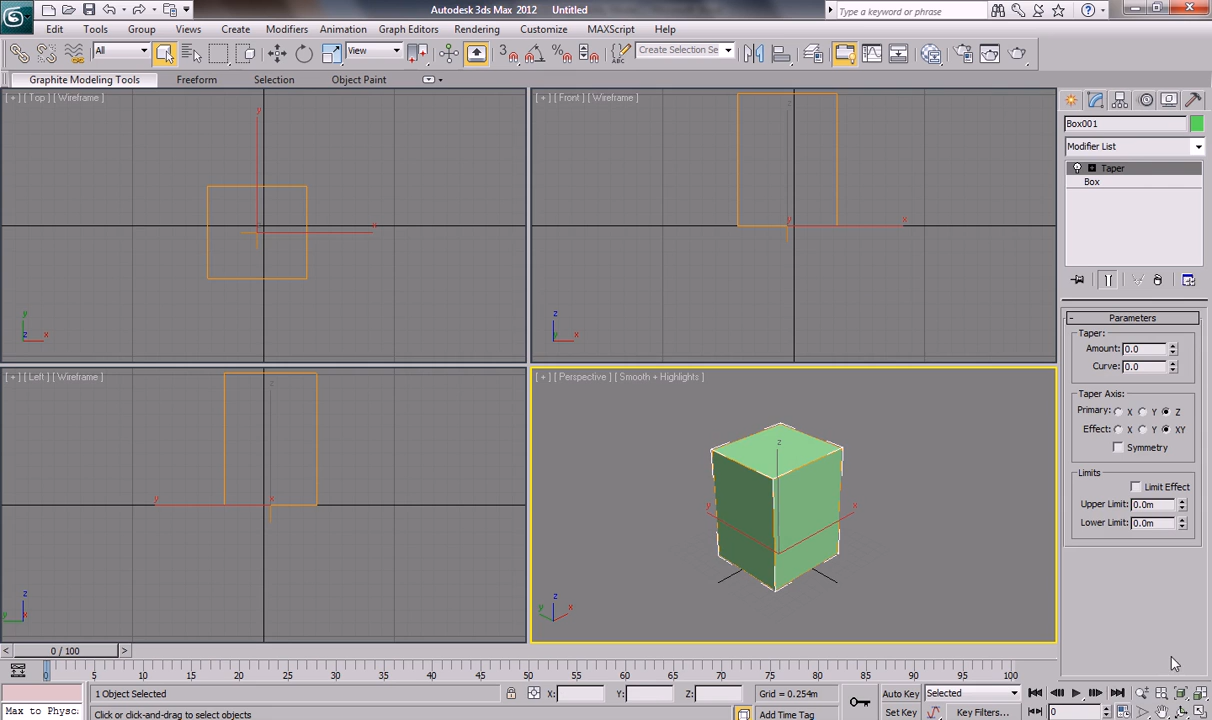 Autodesk 3ds Max 2012 Untitled
Type a keyword or phrase
Edit Tools Group Views Create Modifiers Animation Graph Editors Rendering Customize MAXScript Help
All View 3 Create Selection Se
Graphite Modeling Tools Freeform Selection Object Paint
[ + ] [ Top ] [ Wireframe ]
[ + ] [ Front ] [ Wireframe ]
[ + ] [ Left ] [ Wireframe ]
[ + ] [ Perspective ] [ Smooth + Highlights ]
Box001
Modifier List
Taper
Box
Parameters
Taper:
Amount: 0.0
Curve: 0.0
Taper Axis:
Primary: X Y Z
Effect: X Y XY
Symmetry
Limits
Limit Effect
Upper Limit: 0.0m
Lower Limit: 0.0m
0 / 100
0 5 10 15 20 25 30 35 40 45 50 55 60 65 70 75 80 85 90 95 100
1 Object Selected X: Y: Z: Grid = 0.254m Auto Key Selected
Max to Physc Click or click-and-drag to select objects Add Time Tag Set Key Key Filters... 0